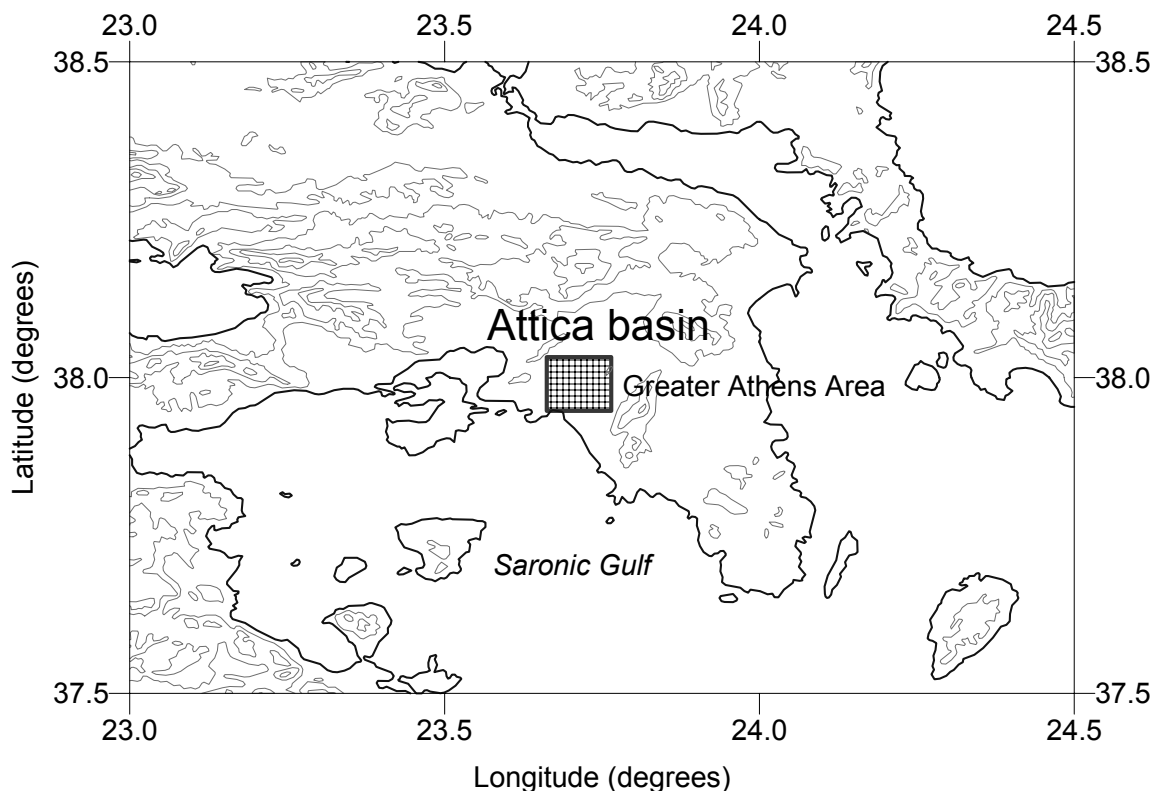 23.0 23.5 24.0 24.5
38.5 38.5
Attica basin
38.0 Greater Athens Area 38.0
Latitude (degrees)
Saronic Gulf
37.5 37.5
23.0 23.5 24.0 24.5
Longitude (degrees)